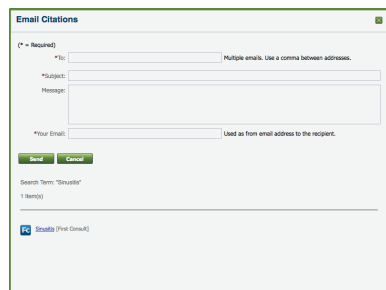 Email Citations
(* = Required)
*To: Multiple emails. Use a comma between addresses.
*Subject:
Message:
*Your Email: Used as from email address to the recipient.
Send Cancel
Search Term: "Sinusitis"
1 Item(s)
FC Sinusitis [First Consult]